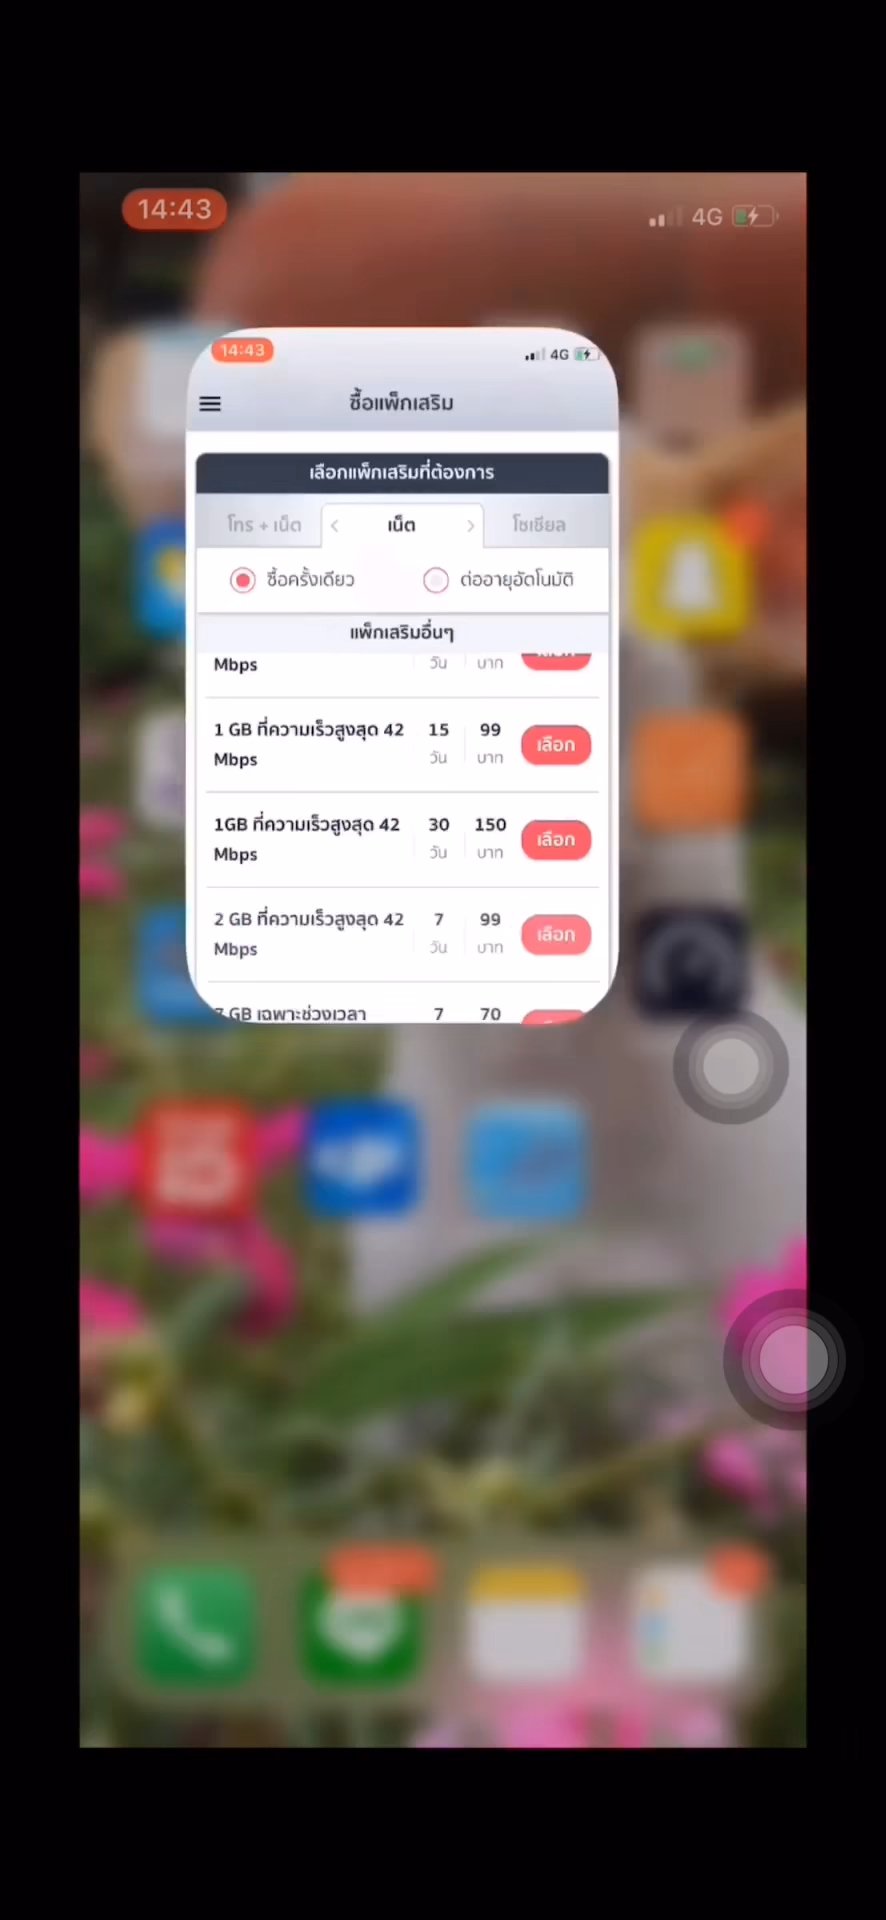 14:43
4G
14:43
4G
ซื้อแพ็กเสริม
เลือกแพ็กเสริมที่ต้องการ
โทร + เน็ต
เน็ต
โซเชียล
ซื้อครั้งเดียว
ต่ออายุอัตโนมัติ
แพ็กเสริมอื่นๆ
Mbps
วัน
บาท
1 GB ที่ความเร็วสูงสุด 42
Mbps
15
วัน
99
บาท
เลือก
1GB ที่ความเร็วสูงสุด 42
Mbps
30
วัน
150
บาท
เลือก
2 GB ที่ความเร็วสูงสุด 42
Mbps
7
วัน
99
บาท
เลือก
GB เฉพาะช่วงเวลา
7
70